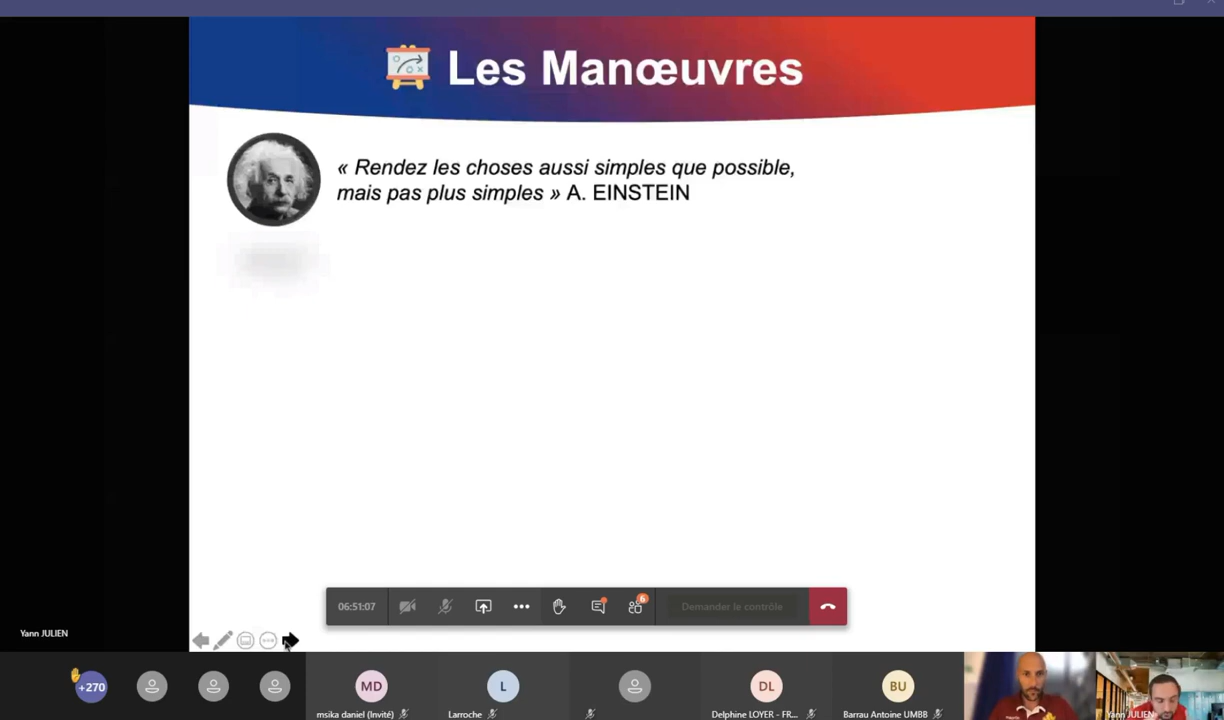 Les Manœuvres
« Rendez les choses aussi simples que possible,
mais pas plus simples » A. EINSTEIN
06:51:07
6
Demander le contrôle
Yann JULIEN
+270
MD
L
DL
BU
msika daniel (Invité)
Larroche
Delphine LOYER - FR...
Barrau Antoine UMBB
Yann JULIEN